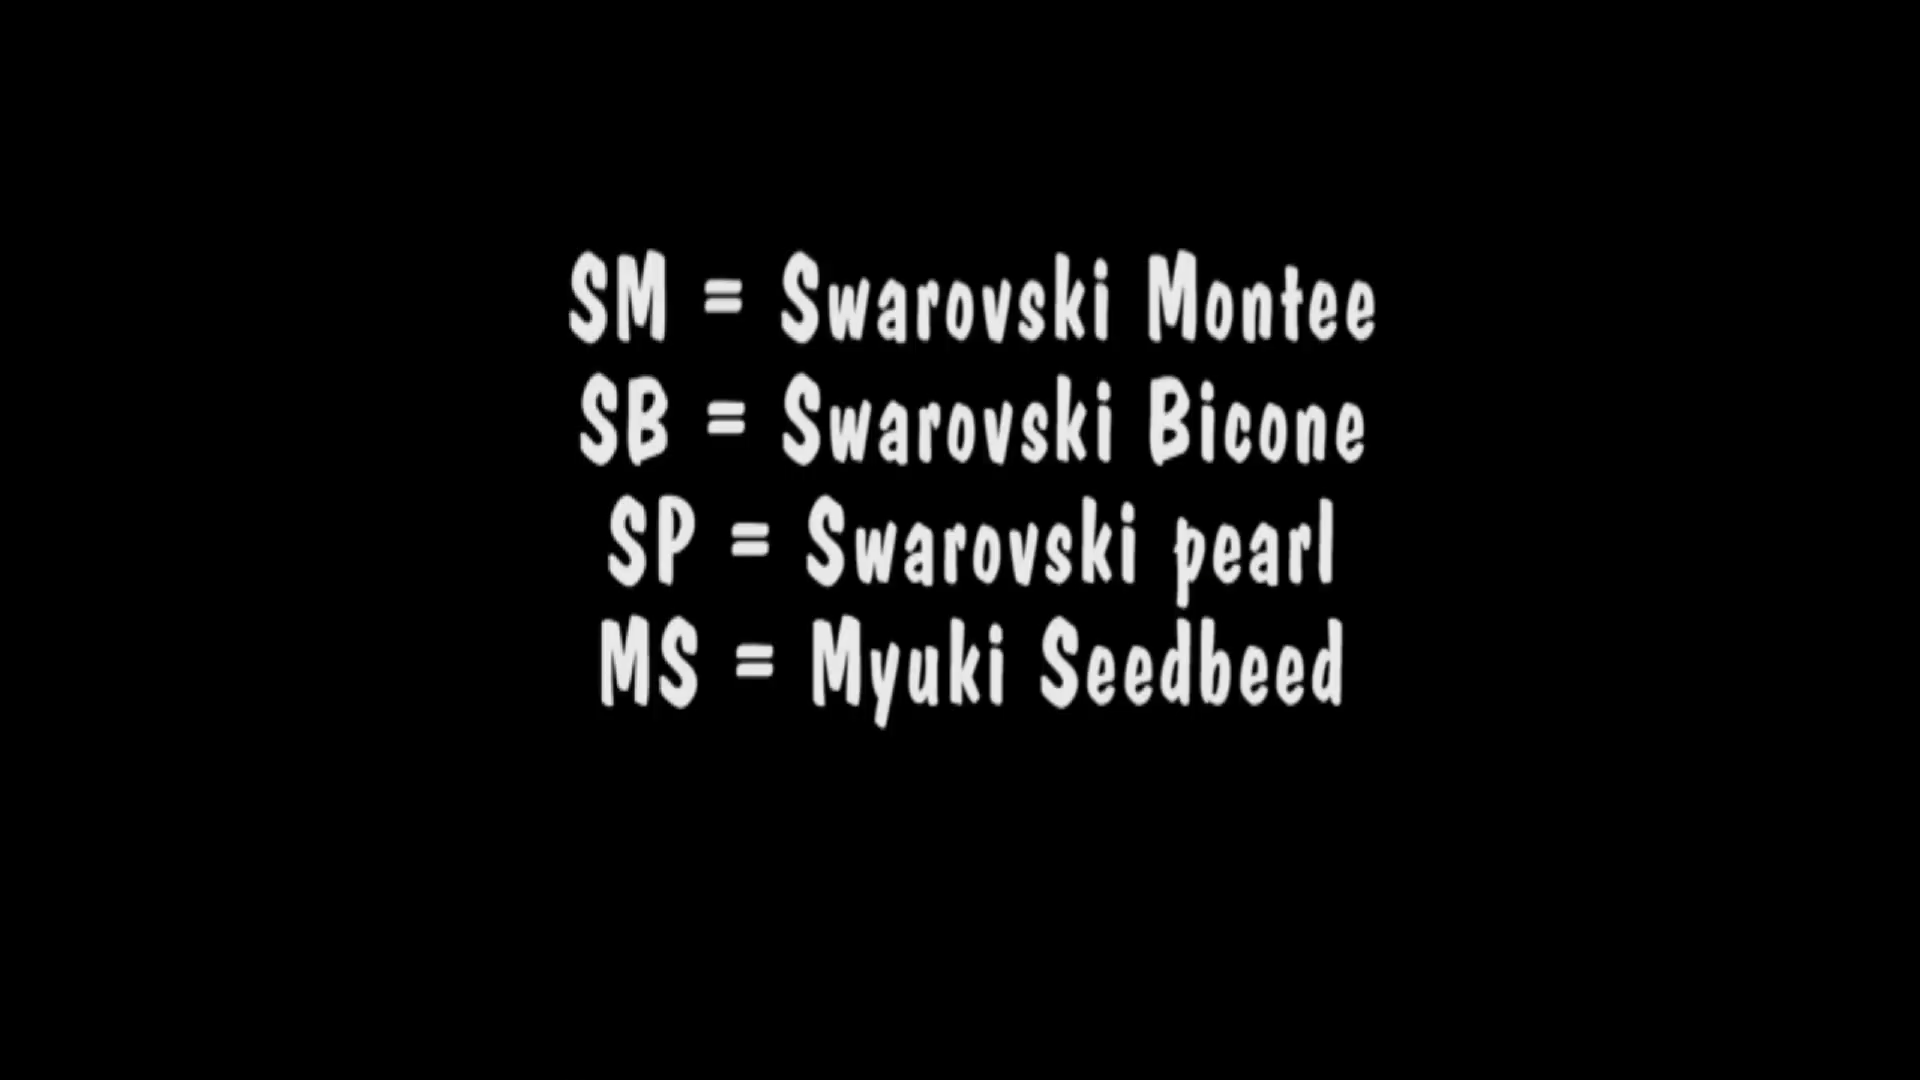 SM = Swarovski Montee
SB = Swarovski Bicone
SP = Swarovski pearl
MS = Myuki Seedbeed